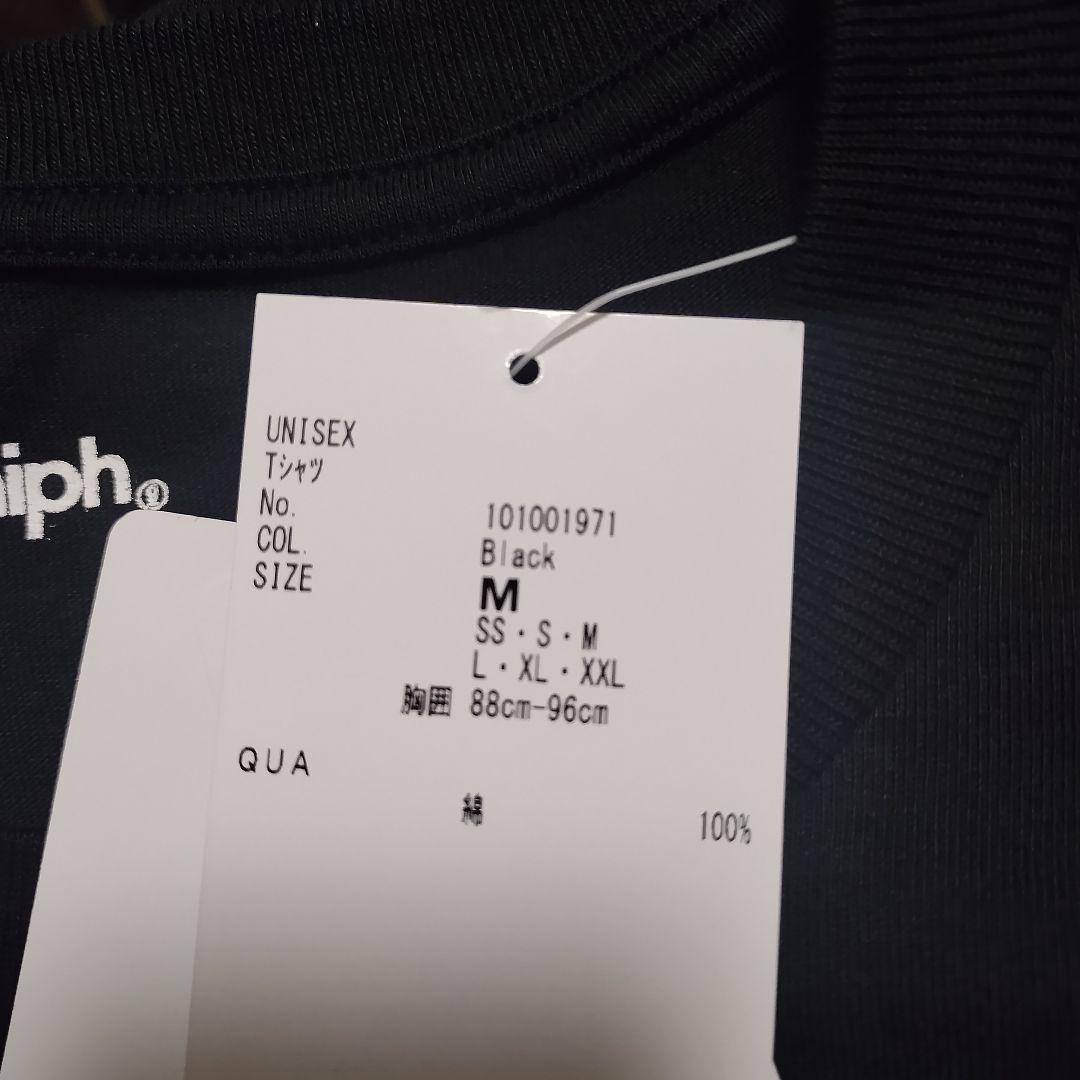 UNISEX
Tシャツ
No. 101001971
COL. Black
SIZE M
SS・S・M
L・XL・XXL
胸囲 88cm-96cm
QUA
綿 100%